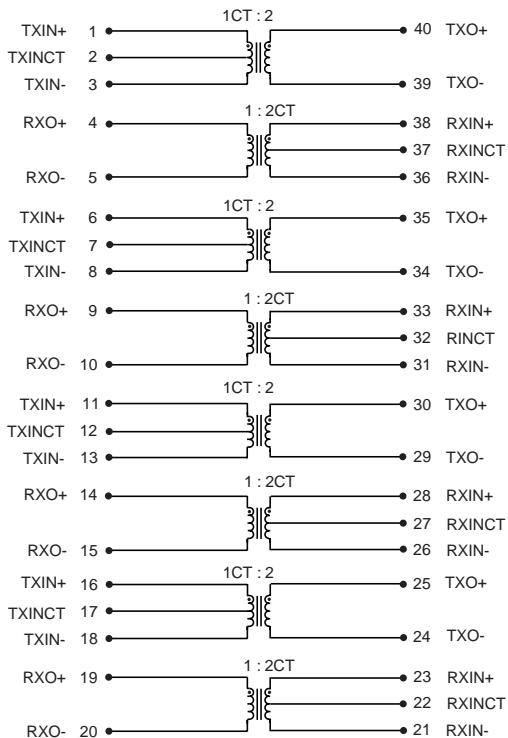 1CT : 2
TXIN+ 1 40 TXO+
TXINCT 2
TXIN- 3 39 TXO-
1 : 2CT
RXO+ 4 38 RXIN+
37 RXINCT
RXO- 5 36 RXIN-
1CT : 2
TXIN+ 6 35 TXO+
TXINCT 7
TXIN- 8 34 TXO-
1 : 2CT
RXO+ 9 33 RXIN+
32 RINCT
RXO- 10 31 RXIN-
1CT : 2
TXIN+ 11 30 TXO+
TXINCT 12
TXIN- 13 29 TXO-
1 : 2CT
RXO+ 14 28 RXIN+
27 RXINCT
RXO- 15 26 RXIN-
1CT : 2
TXIN+ 16 25 TXO+
TXINCT 17
TXIN- 18 24 TXO-
1 : 2CT
RXO+ 19 23 RXIN+
22 RXINCT
RXO- 20 21 RXIN-